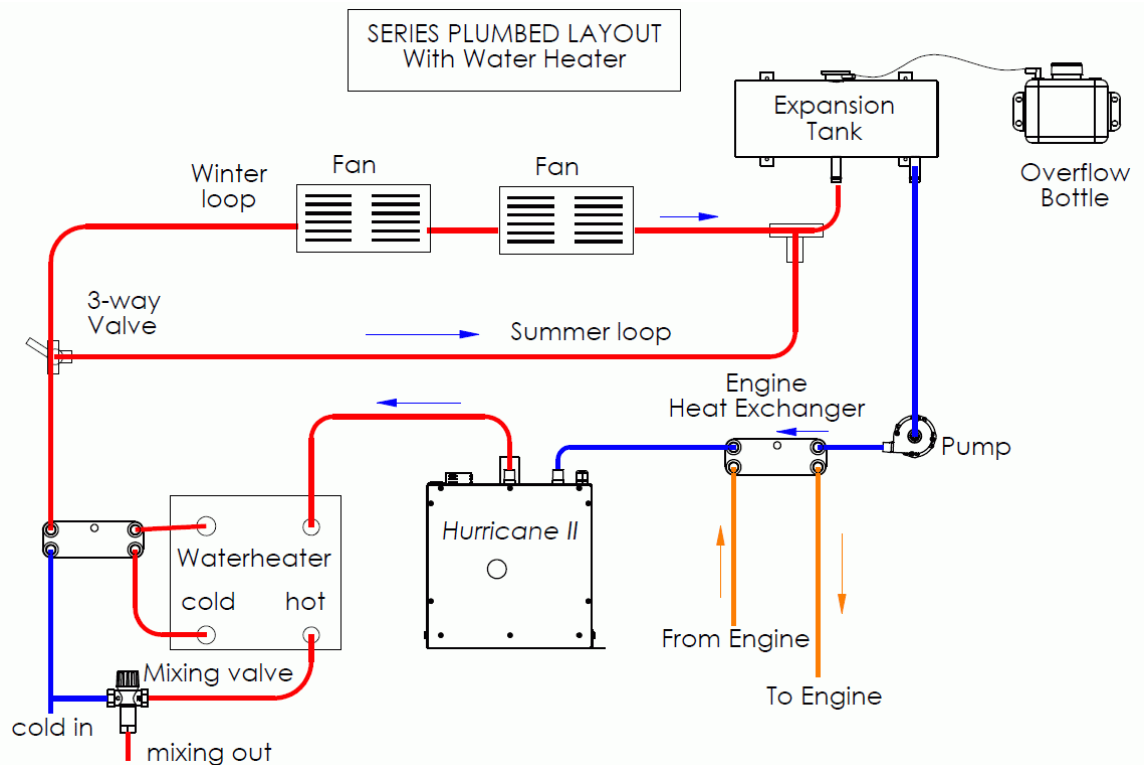 SERIES PLUMBED LAYOUT
With Water Heater
Expansion
Tank
Overflow
Bottle
Winter
loop
Fan
Fan
3-way
Valve
Summer loop
Engine
Heat Exchanger
Pump
Hurricane II
Waterheater
cold
hot
From Engine
To Engine
Mixing valve
cold in
mixing out